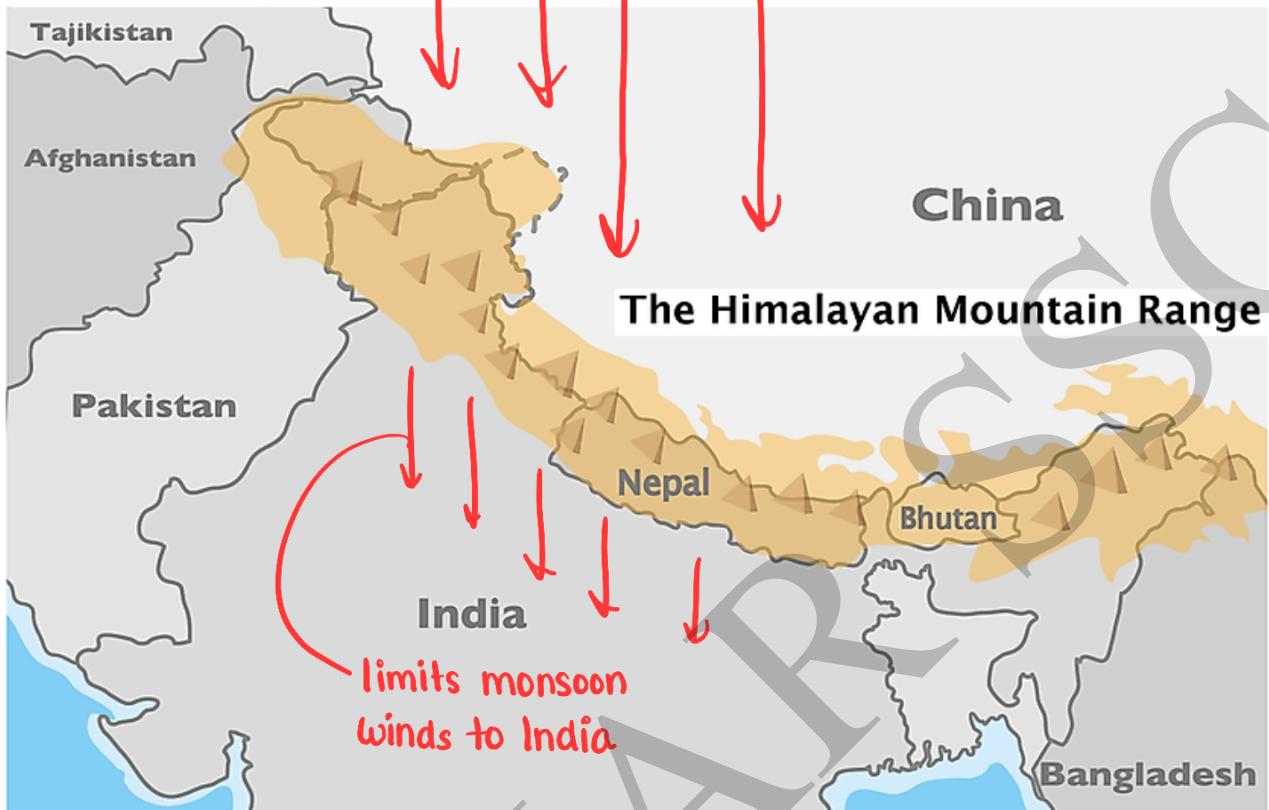 Tajikistan
Afghanistan
China
The Himalayan Mountain Range
Pakistan
Nepal
Bhutan
India
limits monsoon
winds to India
Bangladesh